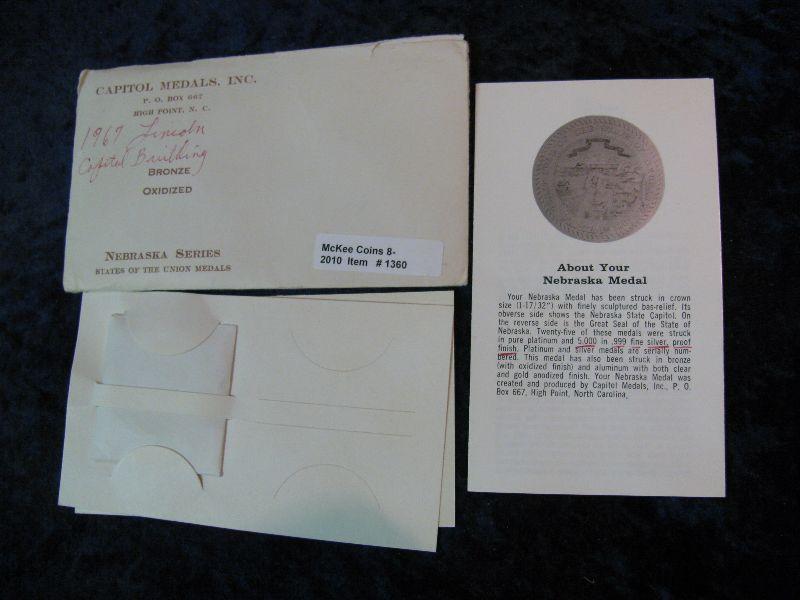 CAPITOL MEDALS, INC.
P. O. BOX 667
HIGH POINT, N. C.
1967 Lincoln
Capitol Building
BRONZE
OXIDIZED
NEBRASKA SERIES
STATES OF THE UNION MEDALS
McKee Coins 8-
2010 Item # 1360
About Your
Nebraska Medal
Your Nebraska Medal has been struck in crown
size (1-17/32") with finely sculptured bas-relief. Its
obverse side shows the Nebraska State Capitol. On
the reverse side is the Great Seal of the State of
Nebraska. Twenty-five of these medals were struck
in pure platinum and 5,000 in .999 fine silver, proof
finish. Platinum and silver medals are serially num-
bered. This medal has also been struck in bronze
(with oxidized finish) and aluminum with both clear
and gold anodized finish. Your Nebraska Medal was
created and produced by Capitol Medals, Inc., P. O.
Box 667, High Point, North Carolina.